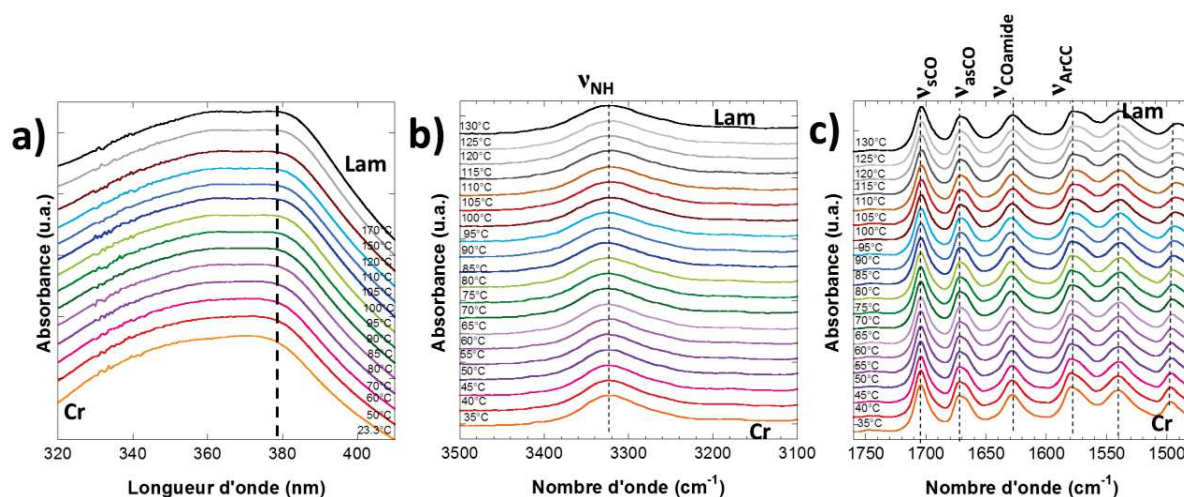 a)
Absorbance (u.a.)
Lam
170°C
150°C
120°C
110°C
105°C
100°C
95°C
90°C
85°C
80°C
70°C
60°C
50°C
23.3°C
Cr
320 340 360 380 400
Longueur d'onde (nm)
b)
νNH
Absorbance (u.a.)
Lam
130°C
125°C
120°C
115°C
110°C
105°C
100°C
95°C
90°C
85°C
80°C
75°C
70°C
65°C
60°C
55°C
50°C
45°C
40°C
35°C
Cr
3500 3400 3300 3200 3100
Nombre d'onde (cm-1)
c)
νsCO
νasCO
νCOamide
νArCC
Absorbance (u.a.)
Lam
130°C
125°C
120°C
115°C
110°C
105°C
100°C
95°C
90°C
85°C
80°C
75°C
70°C
65°C
60°C
55°C
50°C
45°C
40°C
35°C
Cr
1750 1700 1650 1600 1550 1500
Nombre d'onde (cm-1)